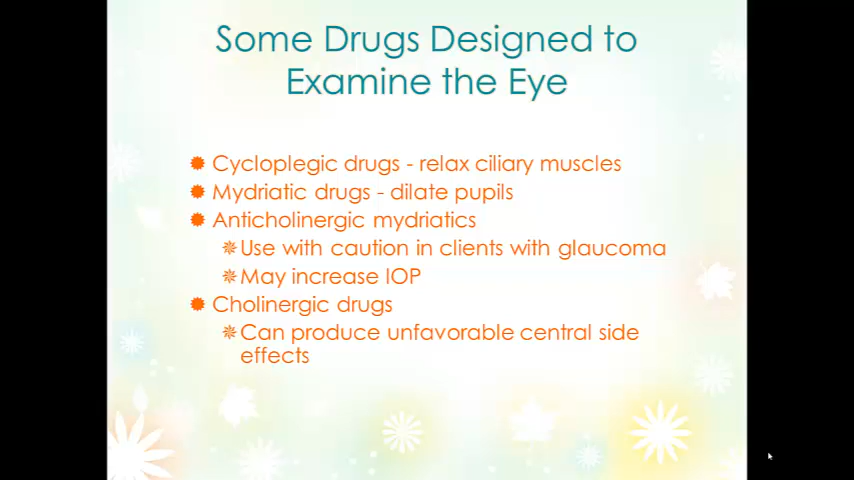 Some Drugs Designed to
Examine the Eye
Cycloplegic drugs - relax ciliary muscles
Mydriatic drugs - dilate pupils
Anticholinergic mydriatics
Use with caution in clients with glaucoma
May increase IOP
Cholinergic drugs
Can produce unfavorable central side
effects